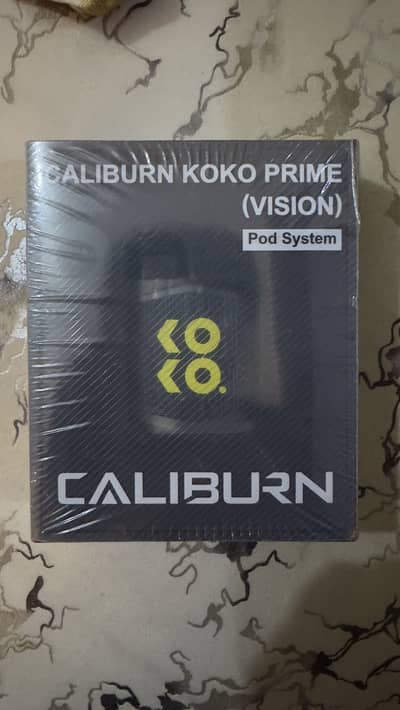 CALIBURN KOKO PRIME
(VISION)
Pod System
KO
KO.
CALIBURN